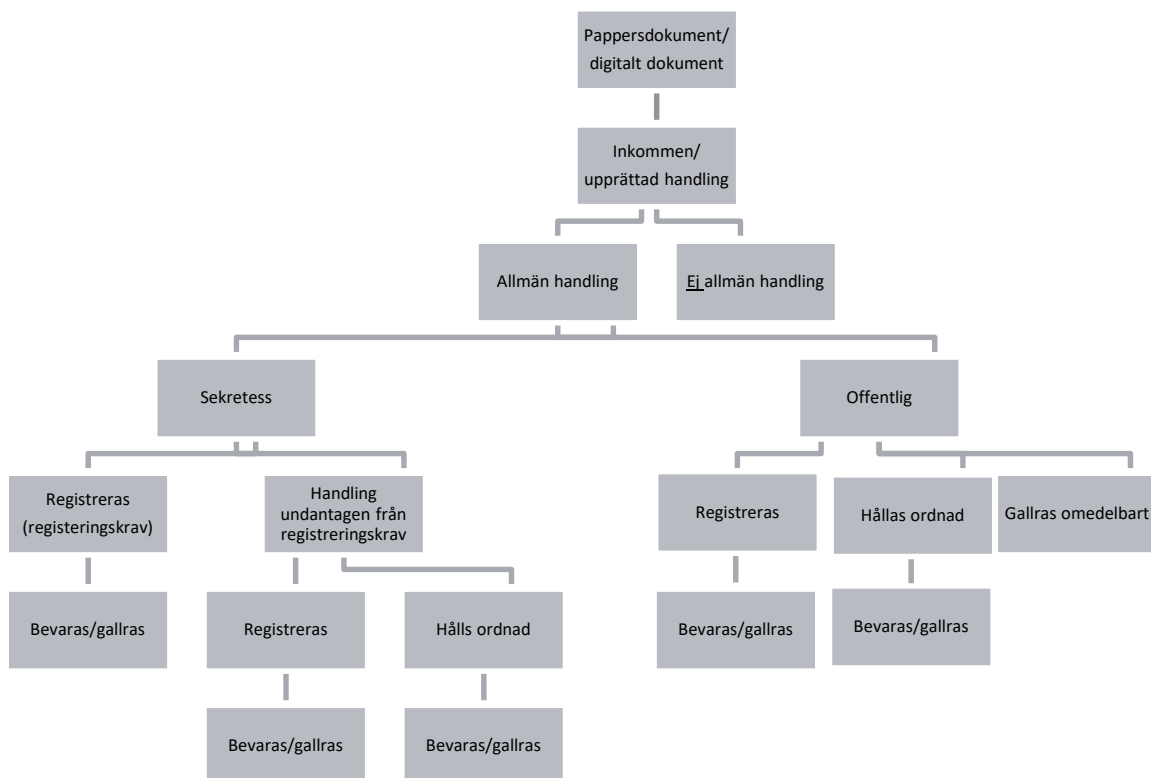 Pappersdokument/
digitalt dokument
Inkommen/
upprättad handling
Allmän handling
Ej allmän handling
Sekretess
Offentlig
Registreras
(registeringskrav)
Handling
undantagen från
registreringskrav
Registreras
Hållas ordnad
Gallras omedelbart
Bevaras/gallras
Registreras
Hålls ordnad
Bevaras/gallras
Bevaras/gallras
Bevaras/gallras
Bevaras/gallras